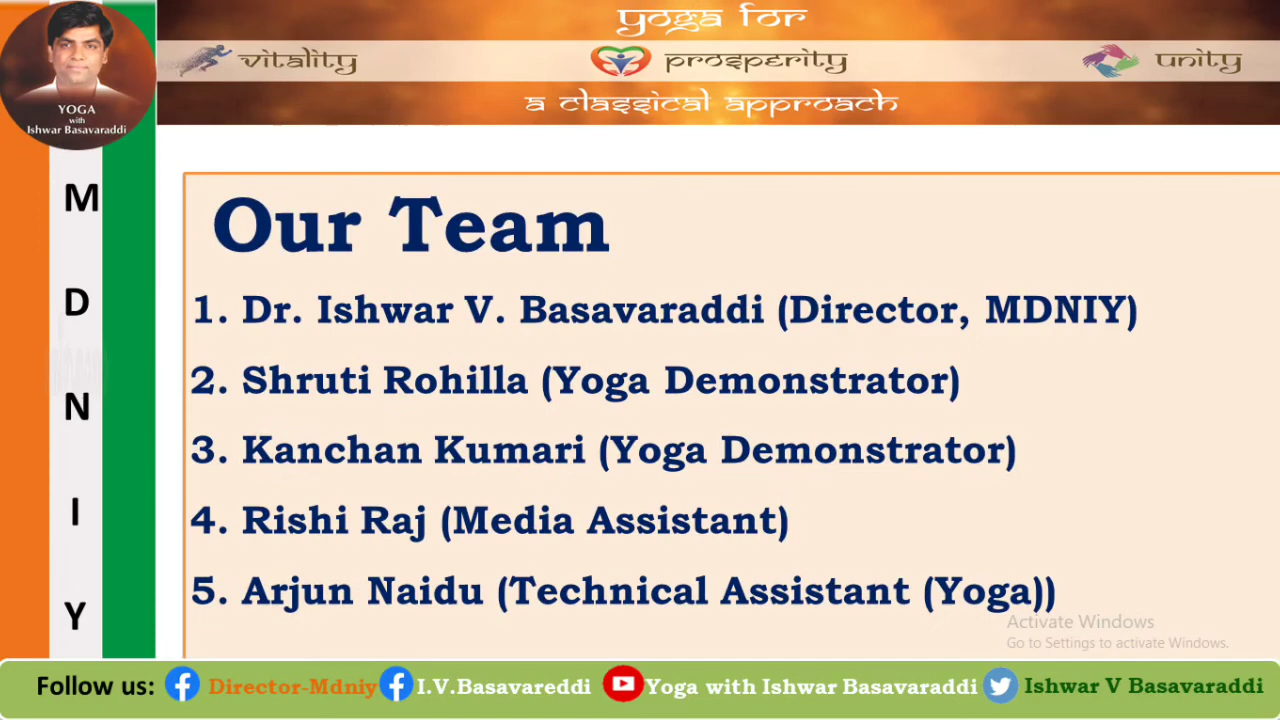 YOGA
with
Ishwar Basavaraddi
yoga for
vitality
prosperity
unity
a classical approach
M
D
N
I
Y
Our Team
1. Dr. Ishwar V. Basavaraddi (Director, MDNIY)
2. Shruti Rohilla (Yoga Demonstrator)
3. Kanchan Kumari (Yoga Demonstrator)
4. Rishi Raj (Media Assistant)
5. Arjun Naidu (Technical Assistant (Yoga))
Activate Windows
Go to Settings to activate Windows.
Follow us: Director-Mdniy I.V.Basavareddi Yoga with Ishwar Basavaraddi Ishwar V Basavaraddi